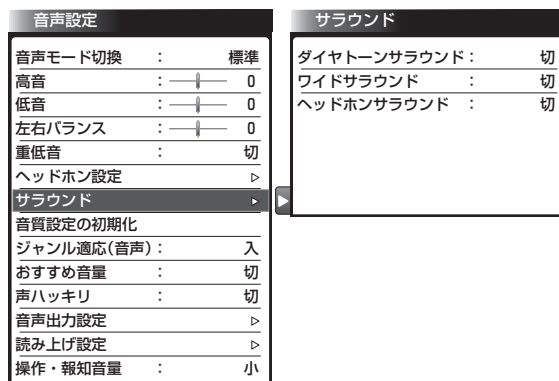 音声設定
音声モード切換 : 標準
高音 : 0
低音 : 0
左右バランス : 0
重低音 : 切
ヘッドホン設定 ▷
サラウンド ▷
音質設定の初期化
ジャンル適応(音声) : 入
おすすめ音量 : 切
声ハッキリ : 切
音声出力設定 ▷
読み上げ設定 ▷
操作・報知音量 : 小
サラウンド
ダイヤトーンサラウンド : 切
ワイドサラウンド : 切
ヘッドホンサラウンド : 切